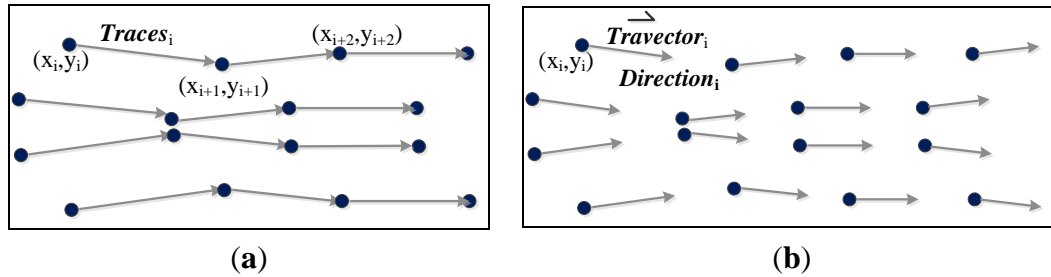 Traces_i
(x_i,y_i)
(x_{i+2},y_{i+2})
(x_{i+1},y_{i+1})
(a)
Travector_i
(x_i,y_i)
Direction_i
(b)